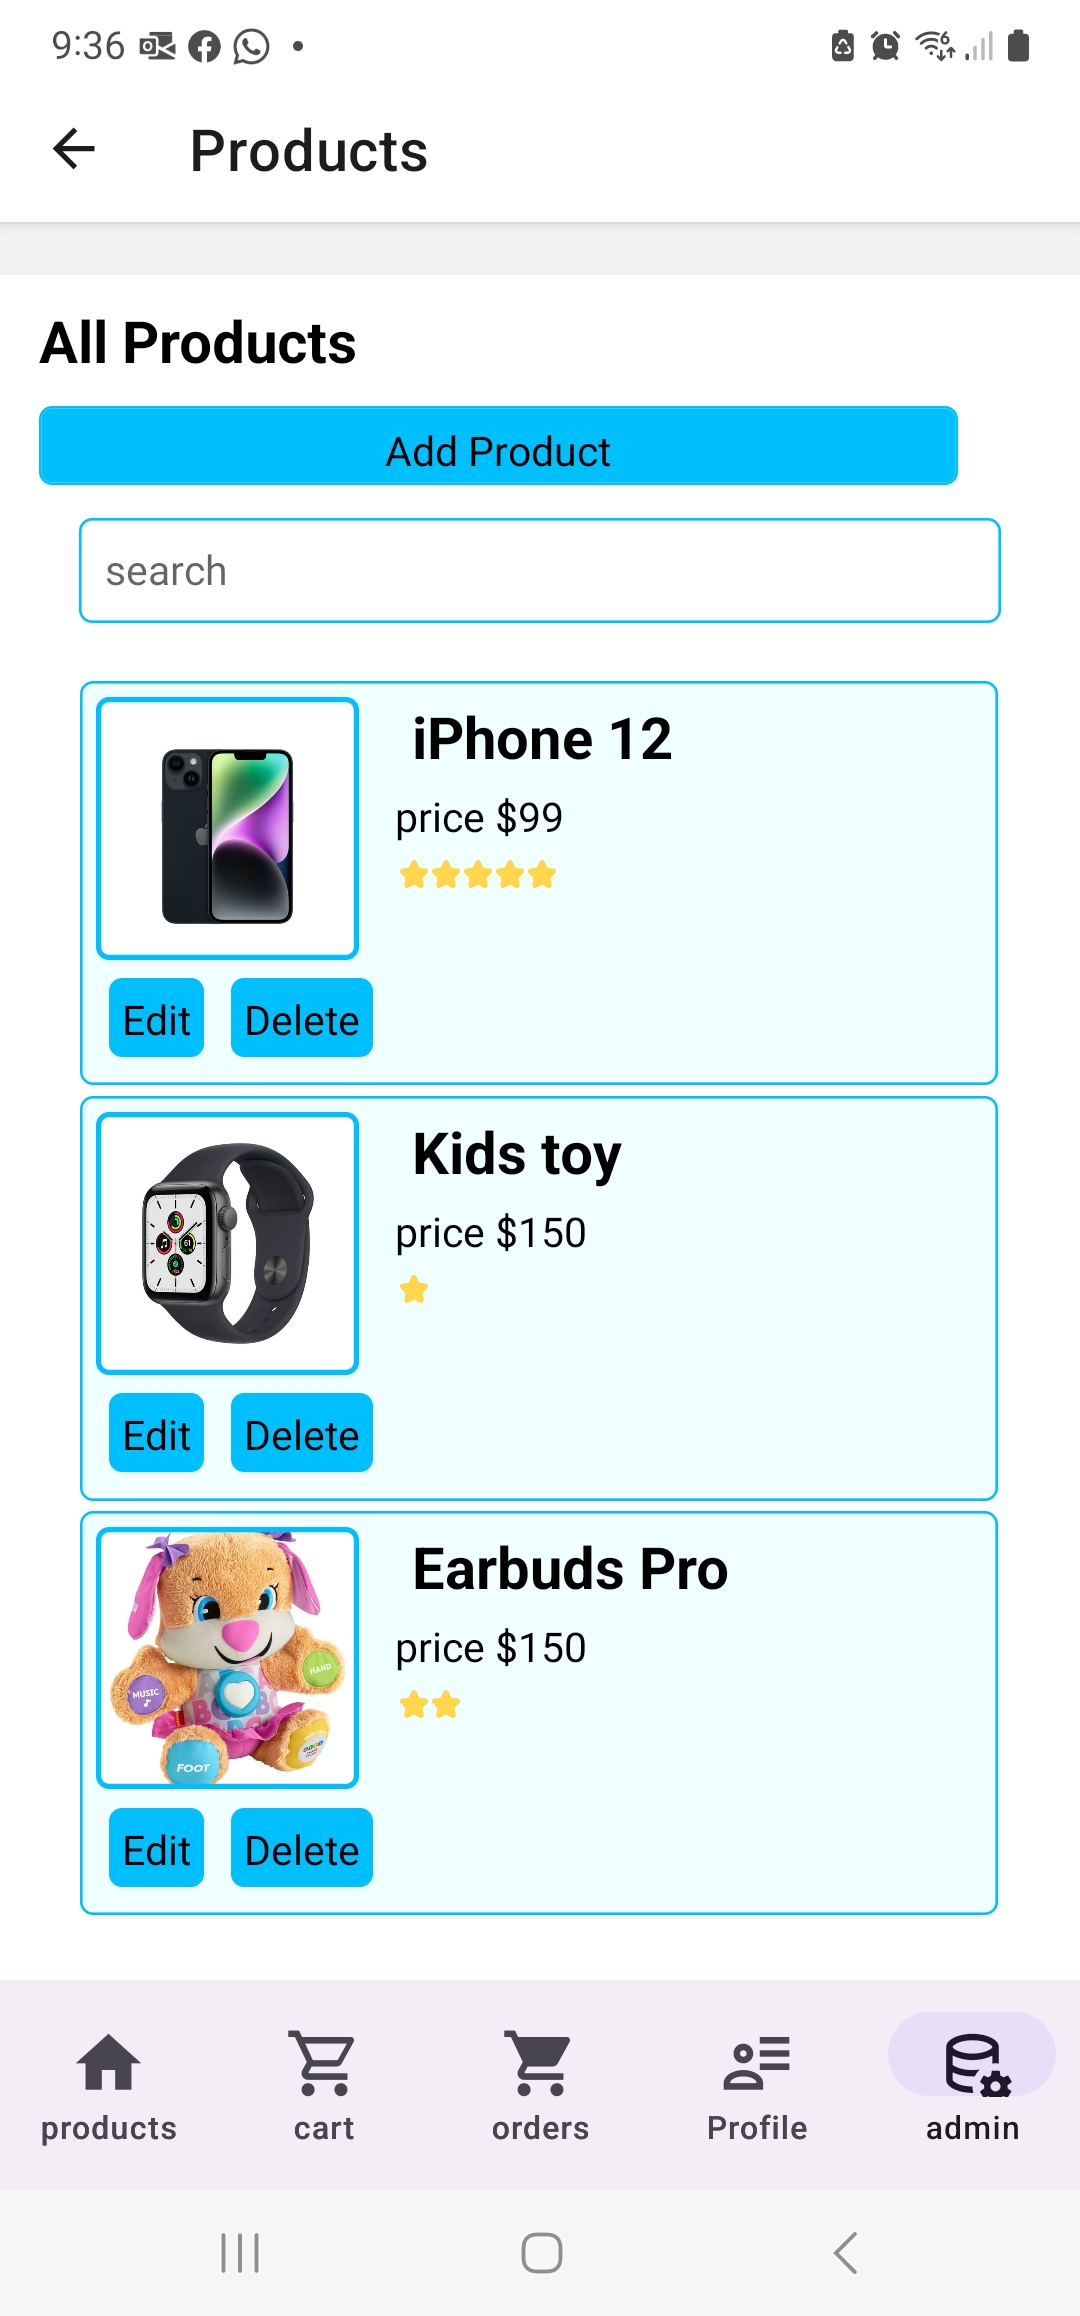 9:36
Products
All Products
Add Product
search
iPhone 12
price $99
Edit Delete
Kids toy
price $150
Edit Delete
Earbuds Pro
price $150
MUSIC
HAND
FOOT
Edit Delete
products cart orders Profile admin